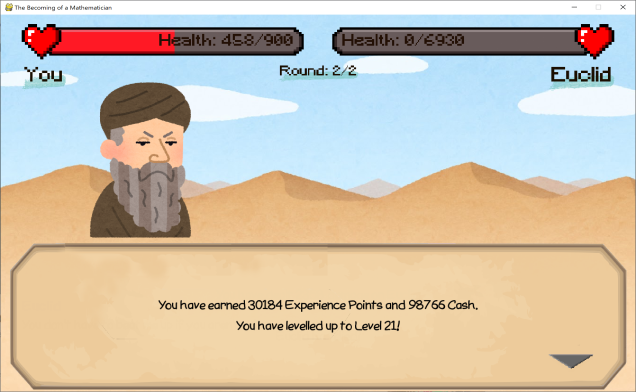 The Becoming of a Mathematician
Health: 458/900
Health: 0/6930
You
Round: 2/2
Euclid
You have earned 30184 Experience Points and 98766 Cash.
You have levelled up to Level 21!